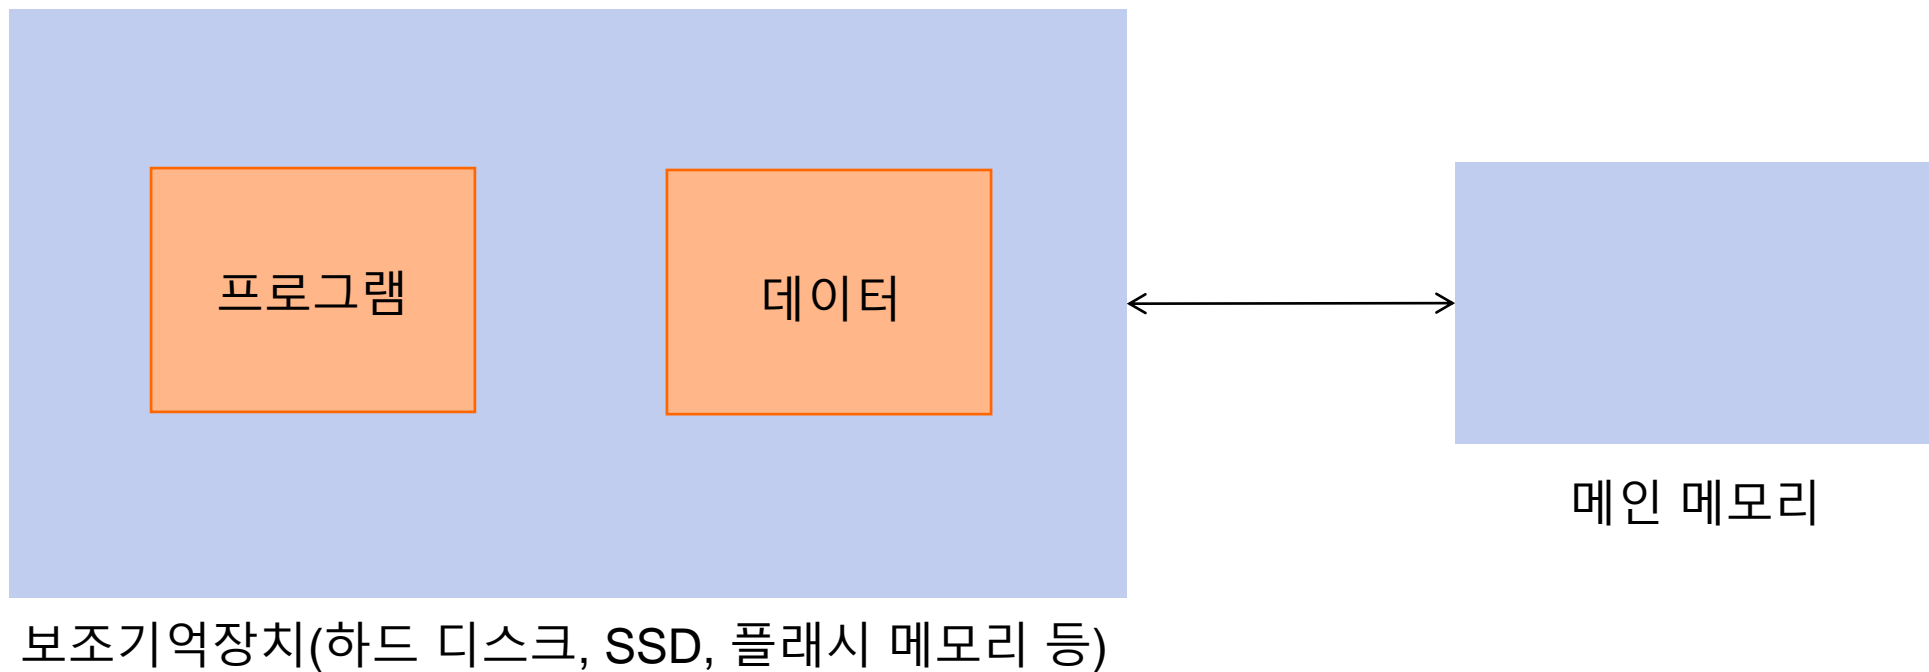 프로그램
데이터
메인 메모리
보조기억장치(하드 디스크, SSD, 플래시 메모리 등)